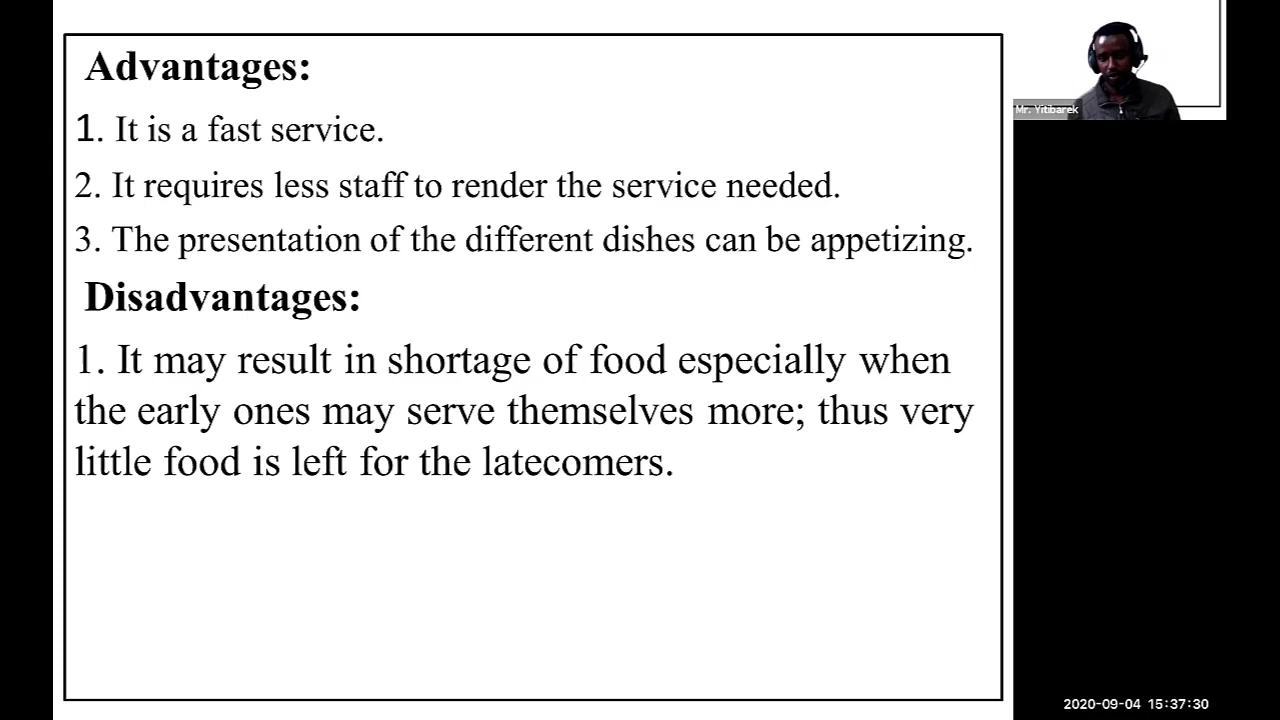 Advantages:
1. It is a fast service.
2. It requires less staff to render the service needed.
3. The presentation of the different dishes can be appetizing.
Disadvantages:
1. It may result in shortage of food especially when
the early ones may serve themselves more; thus very
little food is left for the latecomers.
Mr. Yitibarek
2020-09-04 15:37:30